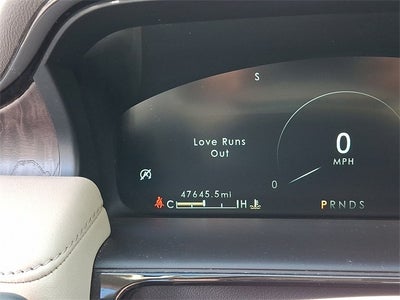 S
Love Runs
Out
0
MPH
0
47645.5mi
C H
PRNDS